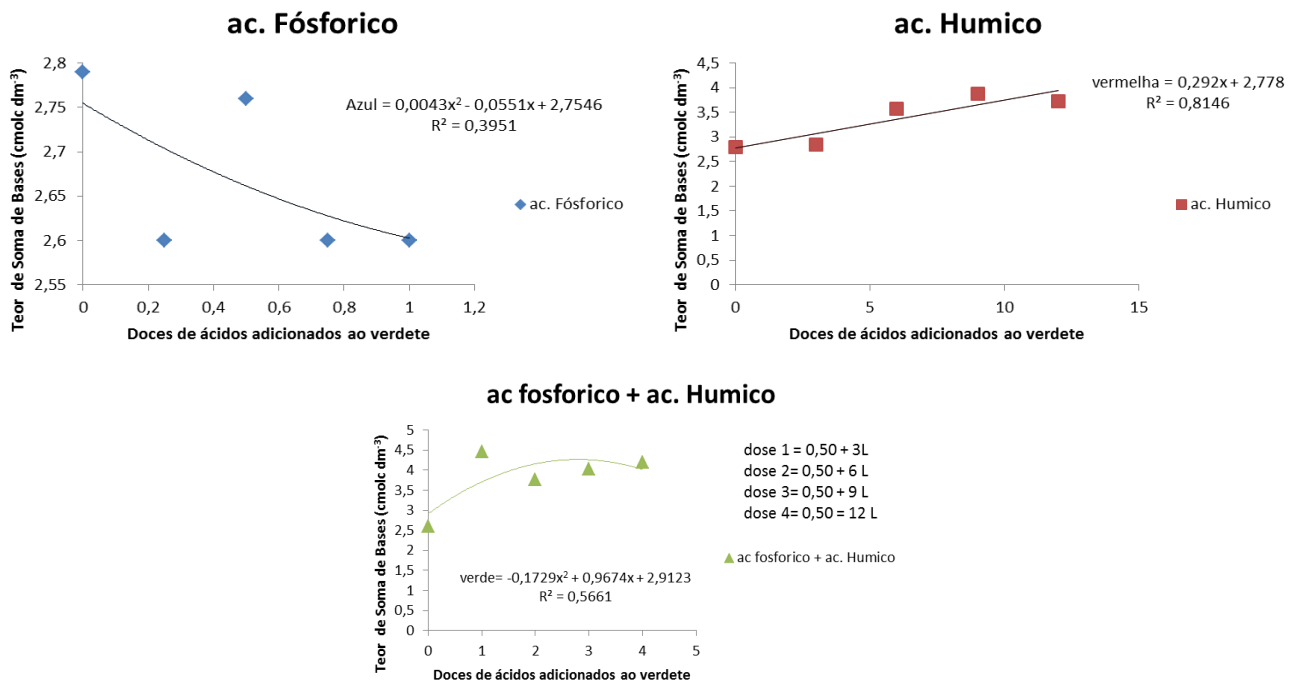 ac. Fósforico
Teor de Soma de Bases (cmolc dm⁻³)
2,8
2,75
2,7
2,65
2,6
2,55
0
0,2
0,4
0,6
0,8
1
1,2
Doces de ácidos adicionados ao verdete
Azul = 0,0043x² - 0,0551x + 2,7546
R² = 0,3951
ac. Fósforico
ac. Humico
Teor de Soma de Bases (cmolc dm⁻³)
4,5
4
3,5
3
2,5
2
1,5
1
0,5
0
0
5
10
15
Doces de ácidos adicionados ao verdete
vermelha = 0,292x + 2,778
R² = 0,8146
ac. Humico
ac fosforico + ac. Humico
Teor de Soma de Bases (cmolc dm⁻³)
5
4,5
4
3,5
3
2,5
2
1,5
1
0,5
0
0
1
2
3
4
5
Doces de ácidos adicionados ao verdete
verde= -0,1729x² + 0,9674x + 2,9123
R² = 0,5661
dose 1 = 0,50 + 3L
dose 2= 0,50 + 6 L
dose 3= 0,50 + 9 L
dose 4= 0,50 = 12 L
ac fosforico + ac. Humico